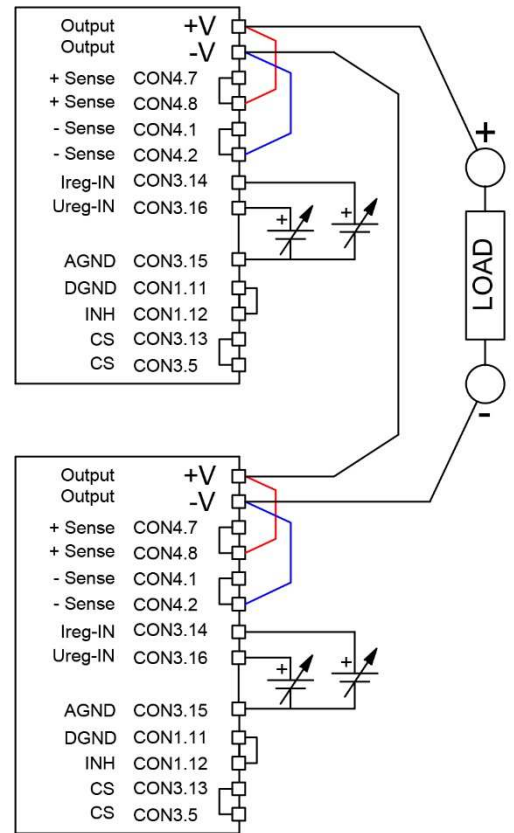 Output +V
Output -V
+ Sense CON4.7
+ Sense CON4.8
- Sense CON4.1
- Sense CON4.2
Ireg-IN CON3.14
Ureg-IN CON3.16
+ +
AGND CON3.15
DGND CON1.11
INH CON1.12
CS CON3.13
CS CON3.5
+
LOAD
-
Output +V
Output -V
+ Sense CON4.7
+ Sense CON4.8
- Sense CON4.1
- Sense CON4.2
Ireg-IN CON3.14
Ureg-IN CON3.16
+ +
AGND CON3.15
DGND CON1.11
INH CON1.12
CS CON3.13
CS CON3.5